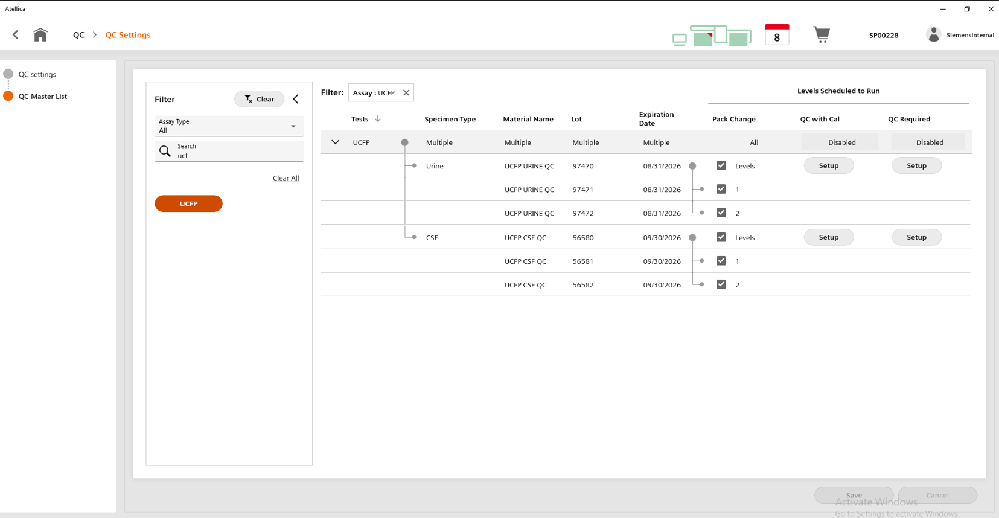 Atellica
QC > QC Settings
8
SP00228
SiemensInternal
QC settings
QC Master List
Filter
Clear
Assay Type
All
Search
ucf
Clear All
UCFP
Filter: Assay : UCFP
Levels Scheduled to Run
Tests Specimen Type Material Name Lot Expiration Date Pack Change QC with Cal QC Required
UCFP Multiple Multiple Multiple Multiple All Disabled Disabled
Urine UCFP URINE QC 97470 08/31/2026 Levels Setup Setup
UCFP URINE QC 97471 08/31/2026 1
UCFP URINE QC 97472 08/31/2026 2
CSF UCFP CSF QC 56580 09/30/2026 Levels Setup Setup
UCFP CSF QC 56581 09/30/2026 1
UCFP CSF QC 56582 09/30/2026 2
Save Cancel
Activate Windows
Go to Settings to activate Windows.